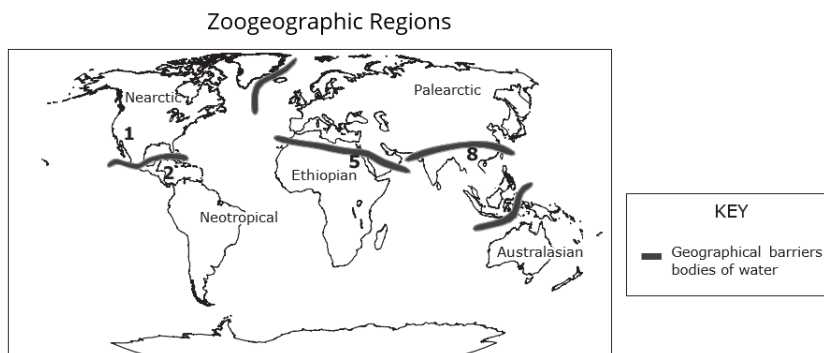 Zoogeographic Regions
Nearctic
Palearctic
1
2
5
8
Ethiopian
Neotropical
Australasian
KEY
Geographical barriers
bodies of water